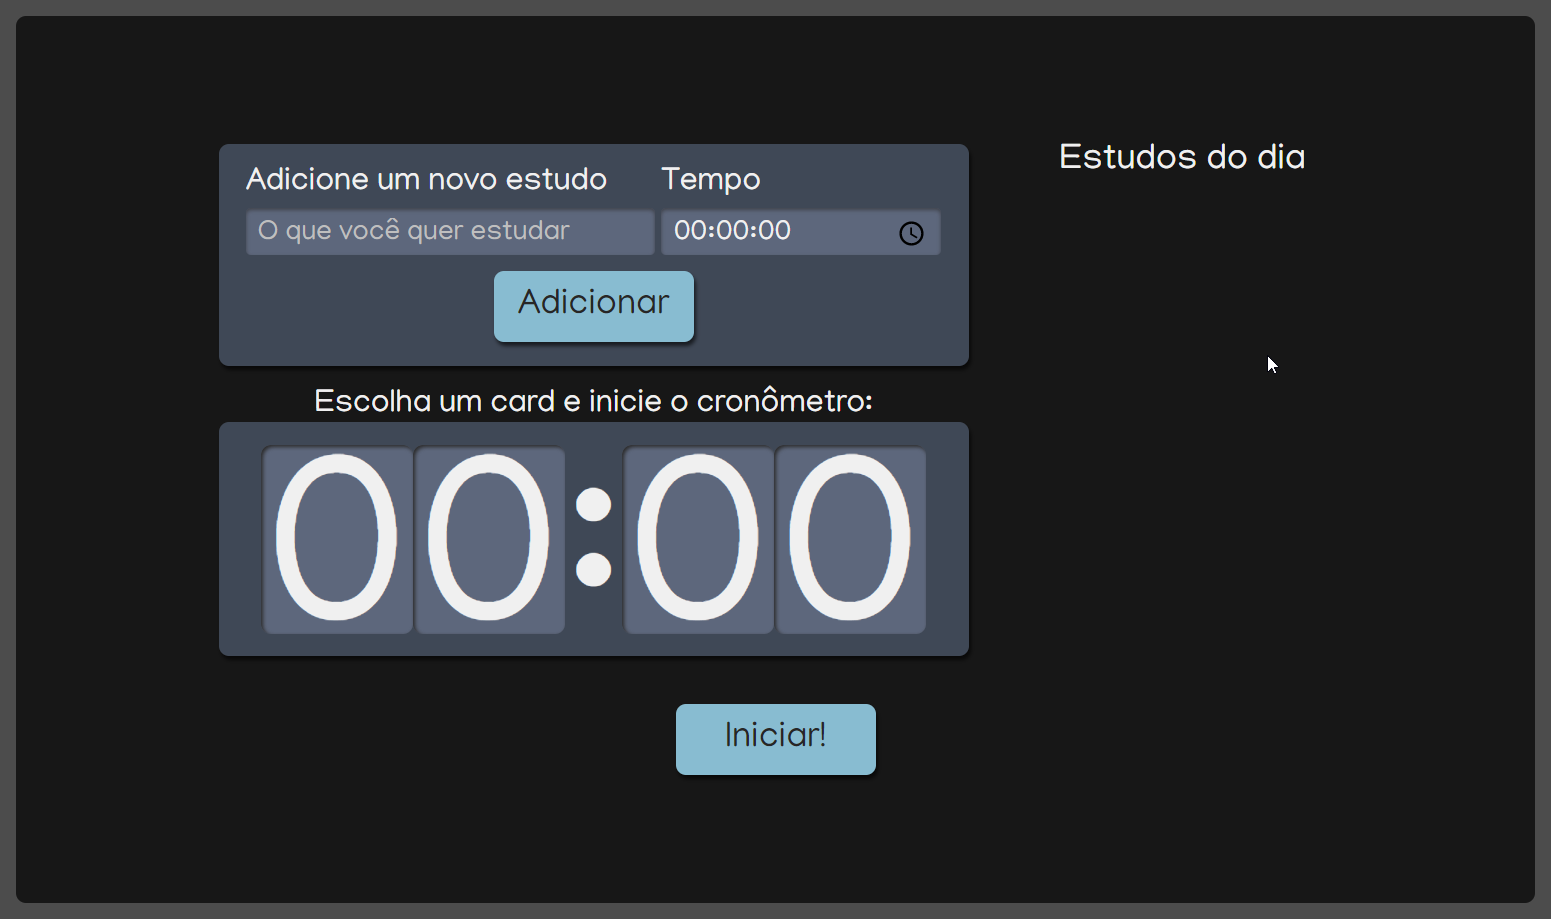 Adicione um novo estudo
Tempo
O que você quer estudar
00:00:00
Adicionar
Escolha um card e inicie o cronômetro:
00:00
Iniciar!
Estudos do dia